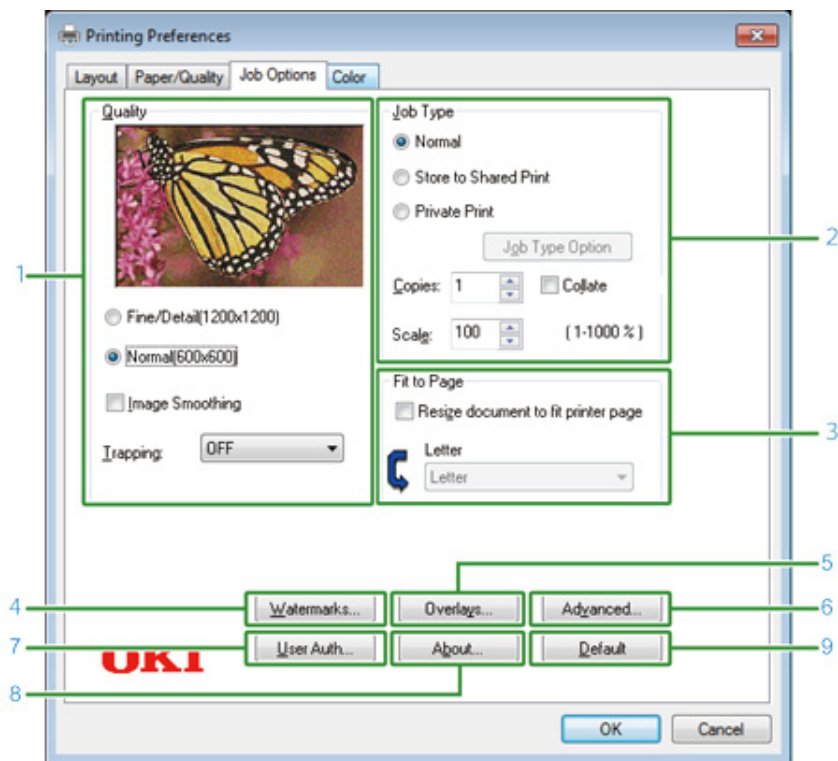 Printing Preferences
Layout Paper/Quality Job Options Color
Quality
Fine/Detail(1200x1200)
Normal(600x600)
Image Smoothing
Trapping: OFF
1
Job Type
Normal
Store to Shared Print
Private Print
Job Type Option
Copies: 1 Collate
Scale: 100 (1-1000 %)
2
Fit to Page
Resize document to fit printer page
Letter
Letter
3
5
4 Watermarks... Overlays... Advanced... 6
7 OKI User Auth... About... Default 9
8
OK Cancel